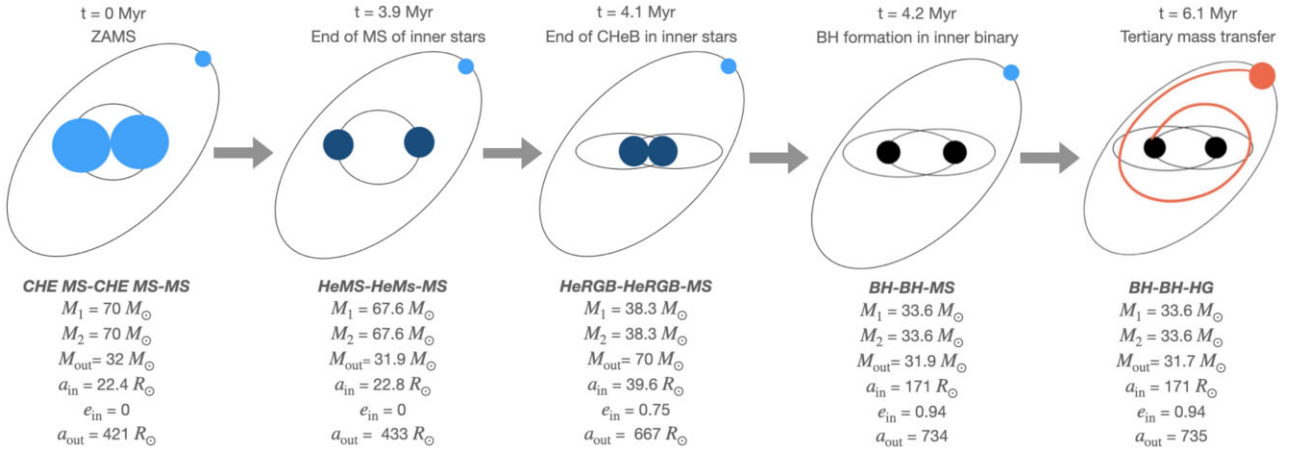 t = 0 Myr
ZAMS
t = 3.9 Myr
End of MS of inner stars
t = 4.1 Myr
End of CHeB in inner stars
t = 4.2 Myr
BH formation in inner binary
t = 6.1 Myr
Tertiary mass transfer
CHE MS-CHE MS-MS
M₁ = 70 M☉
M₂ = 70 M☉
Mout= 32 M☉
ain = 22.4 R☉
ein = 0
aout = 421 R☉
HeMS-HeMs-MS
M₁ = 67.6 M☉
M₂ = 67.6 M☉
Mout= 31.9 M☉
ain = 22.8 R☉
ein = 0
aout = 433 R☉
HeRGB-HeRGB-MS
M₁ = 38.3 M☉
M₂ = 38.3 M☉
Mout= 70 M☉
ain = 39.6 R☉
ein = 0.75
aout = 667 R☉
BH-BH-MS
M₁ = 33.6 M☉
M₂ = 33.6 M☉
Mout= 31.9 M☉
ain = 171 R☉
ein = 0.94
aout = 734
BH-BH-HG
M₁ = 33.6 M☉
M₂ = 33.6 M☉
Mout= 31.7 M☉
ain = 171 R☉
ein = 0.94
aout = 735